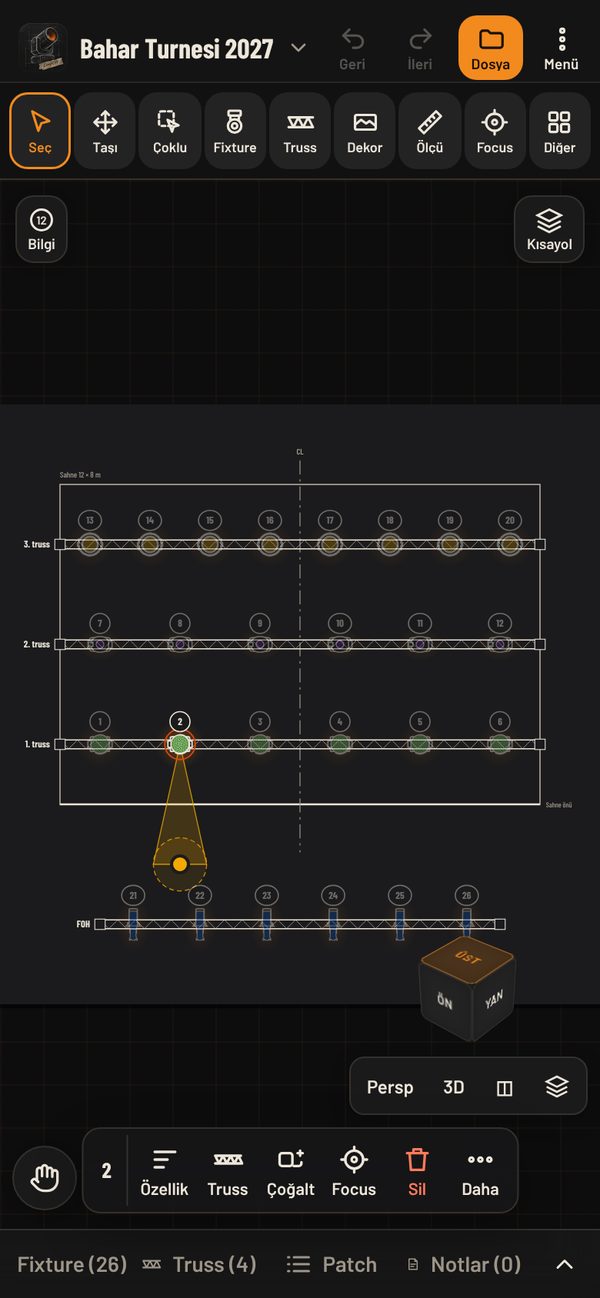 Bahar Turnesi 2027
Geri
İleri
Dosya
Menü
Seç
Taşı
Çoklu
Fixture
Truss
Dekor
Ölçü
Focus
Diğer
12
Bilgi
Kısayol
CL
Sahne 12 × 8 m
13 14 15 16 17 18 19 20
3. truss
7 8 9 10 11 12
2. truss
1 2 3 4 5 6
1. truss
Sahne önü
21 22 23 24 25 26
FOH
ÜST
ÖN
YAN
Persp
3D
2
Özellik
Truss
Çoğalt
Focus
Sil
Daha
Fixture (26)
Truss (4)
Patch
Notlar (0)